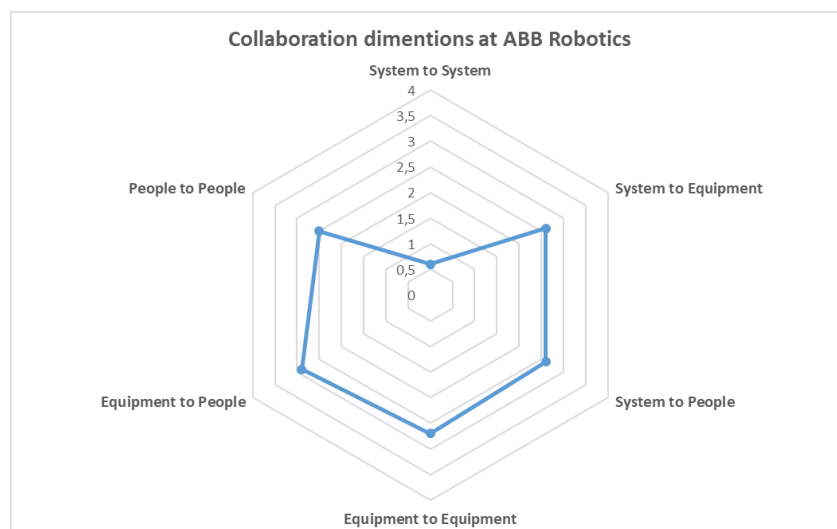 Collaboration dimentions at ABB Robotics
System to System
4
3,5
3
2,5
2
1,5
1
0,5
0
People to People
System to Equipment
Equipment to People
System to People
Equipment to Equipment